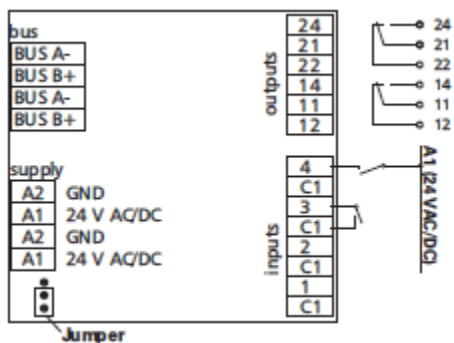 bus
BUS A-
BUS B+
BUS A-
BUS B+
supply
A2 GND
A1 24 V AC/DC
A2 GND
A1 24 V AC/DC
Jumper
outputs
24
21
22
14
11
12
inputs
4
C1
3
C1
2
C1
1
C1
24
21
22
14
11
12
A1 (24 VAC/DC)